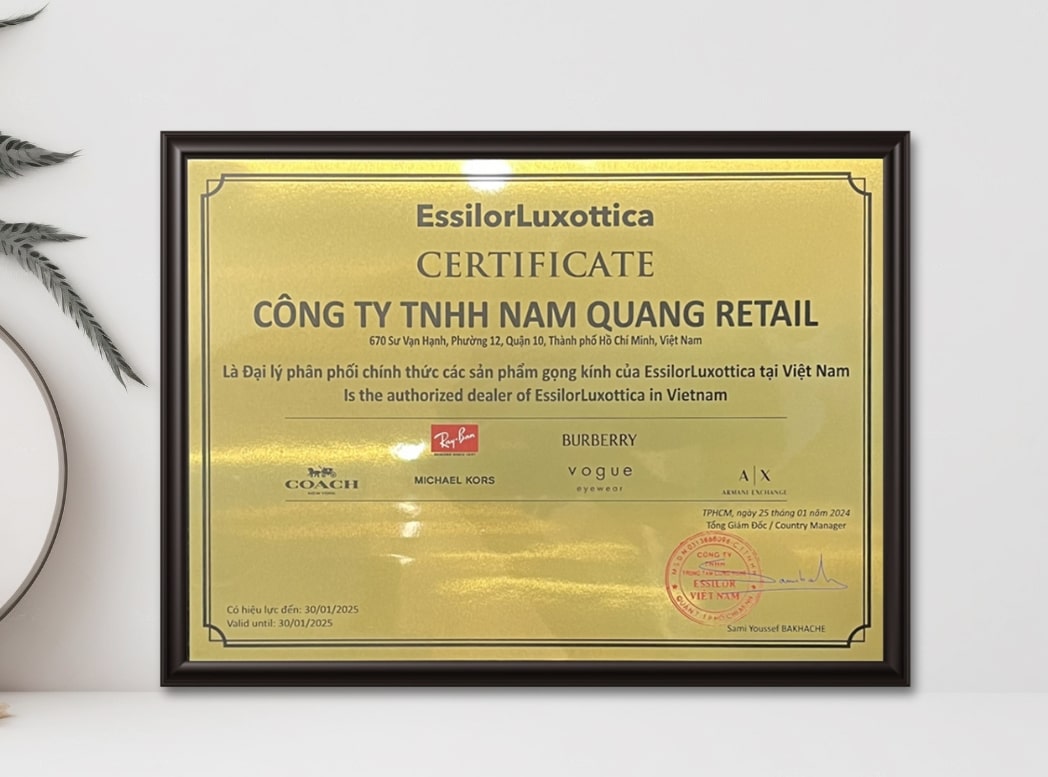 EssilorLuxottica
CERTIFICATE
CÔNG TY TNHH NAM QUANG RETAIL
670 Sư Vạn Hạnh, Phường 12, Quận 10, Thành phố Hồ Chí Minh, Việt Nam
Là Đại lý phân phối chính thức các sản phẩm gọng kính của EssilorLuxottica tại Việt Nam
Is the authorized dealer of EssilorLuxottica in Vietnam
Ray-Ban
BURBERRY
COACH
NEW YORK
MICHAEL KORS
vogue
eyewear
A|X
ARMANI EXCHANGE
TPHCM, ngày 25 tháng 01 năm 2024
Tổng Giám Đốc / Country Manager
CÔNG TY
TNHH
ESSILOR
VIỆT NAM
Sami Youssef BAKHACHE
Có hiệu lực đến: 30/01/2025
Valid until: 30/01/2025